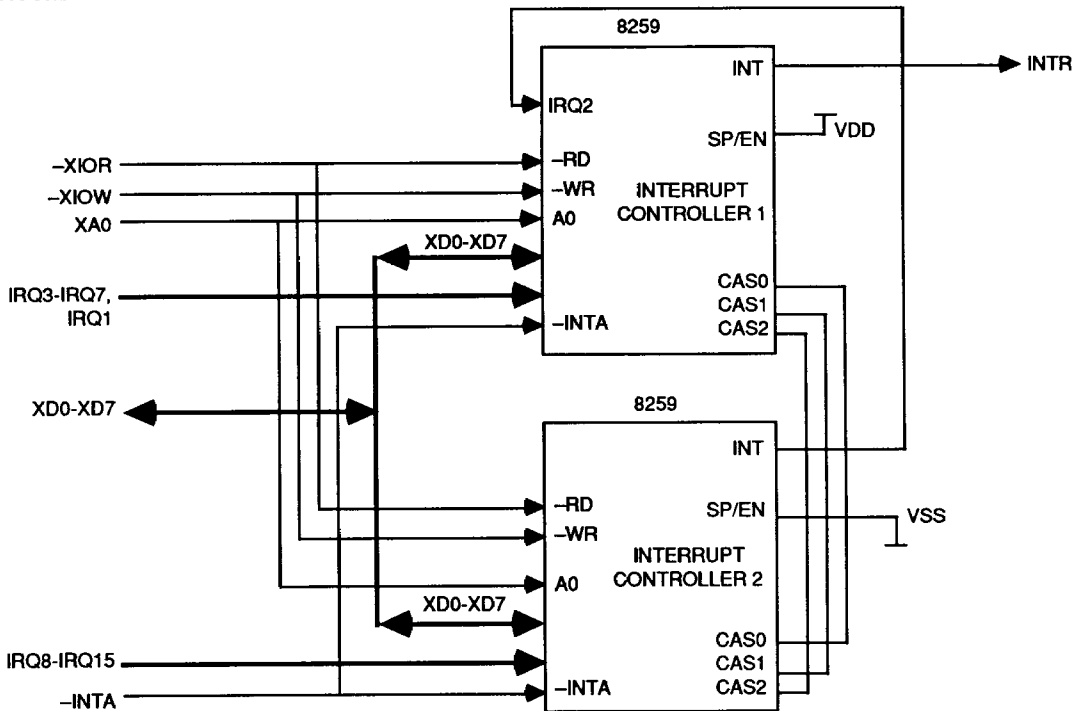 8259
INT
INTR
IRQ2
SP/EN
VDD
–XIOR
–RD
–XIOW
–WR
INTERRUPT
CONTROLLER 1
XA0
A0
XD0-XD7
CAS0
IRQ3-IRQ7,
IRQ1
CAS1
–INTA
CAS2
XD0-XD7
8259
INT
–RD
SP/EN
VSS
–WR
INTERRUPT
CONTROLLER 2
A0
XD0-XD7
CAS0
IRQ8-IRQ15
CAS1
–INTA
CAS2
–INTA